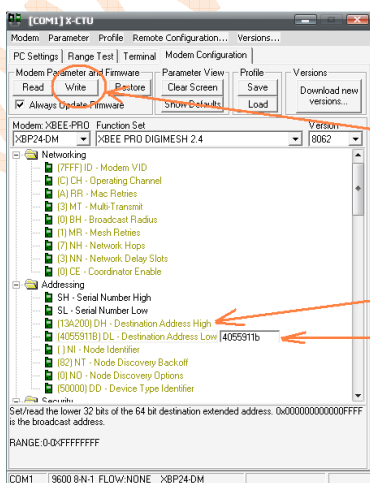 [COM1] X-CTU
Modem Parameter Profile Remote Configuration... Versions...
PC Settings Range Test Terminal Modem Configuration
Modem Parameter and Firmware Parameter View Profile Versions
Read Write Restore Clear Screen Save Download new versions...
Always Update Firmware Show Defaults Load
Modem: XBEE-PRO Function Set Version
XBP24-DM XBEE PRO DIGIMESH 2.4 8062
Networking
(7FFF) ID - Modem VID
(C) CH - Operating Channel
(A) RR - Mac Retries
(3) MT - Multi-Transmit
(0) BH - Broadcast Radius
(1) MR - Mesh Retries
(7) NH - Network Hops
(3) NN - Network Delay Slots
(0) CE - Coordinator Enable
Addressing
SH - Serial Number High
SL - Serial Number Low
(13A200) DH - Destination Address High
(4055911B) DL - Destination Address Low 4055911b
( ) NI - Node Identifier
(82) NT - Node Discovery Backoff
(0) NO - Node Discovery Options
(50000) DD - Device Type Identifier
Security
Set/read the lower 32 bits of the 64 bit destination extended address. 0x000000000000FFFF
is the broadcast address.
RANGE:0-0XFFFFFFFF
COM1 9600 8-N-1 FLOW:NONE XBP24-DM